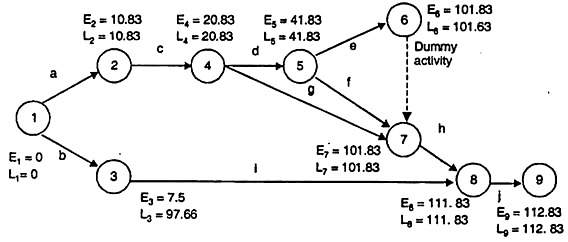 E2 = 10.83
L2 = 10.83
E4 = 20.83
L4 = 20.83
E5 = 41.83
L5 = 41.83
E6 = 101.83
L6 = 101.63
6
Dummy
activity
a
2
c
4
d
5
e
f
g
1
E1 = 0
L1= 0
b
3
E3 = 7.5
L3 = 97.66
i
E7 = 101.83
L7 = 101.83
7
h
8
E8 = 111. 83
L8 = 111. 83
j
9
E9 = 112.83
L9 = 112. 83